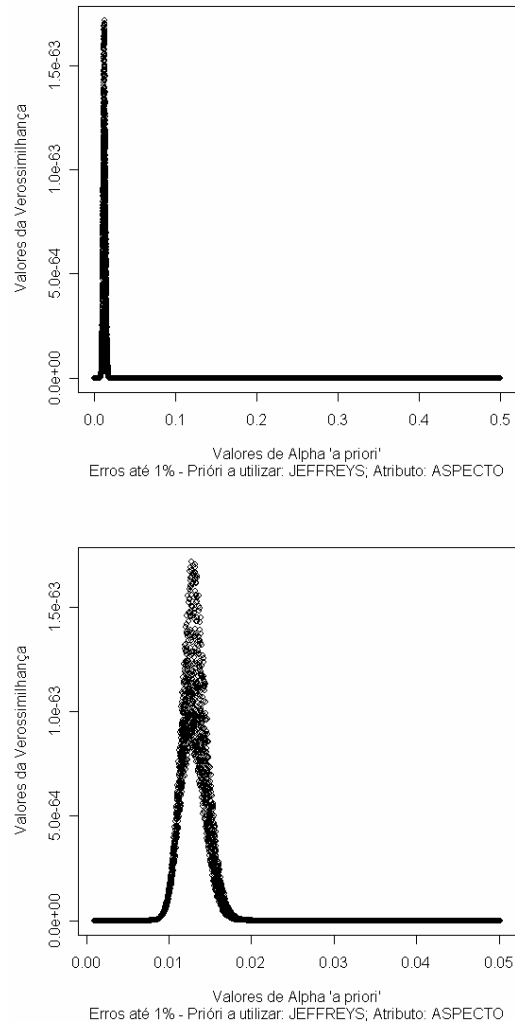 Valores da Verossimilhança
1.5e-63
1.0e-63
5.0e-64
0.0e+00
0.0
0.1
0.2
0.3
0.4
0.5
Valores de Alpha 'a priori'
Erros até 1% - Prióri a utilizar: JEFFREYS; Atributo: ASPECTO
Valores da Verossimilhança
1.5e-63
1.0e-63
5.0e-64
0.0e+00
0.00
0.01
0.02
0.03
0.04
0.05
Valores de Alpha 'a priori'
Erros até 1% - Prióri a utilizar: JEFFREYS; Atributo: ASPECTO